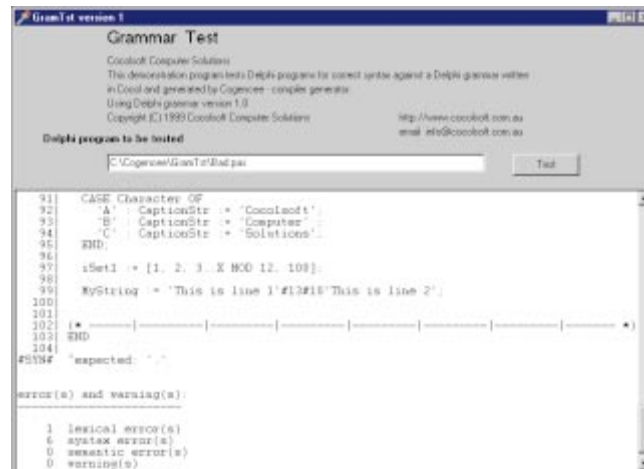 GramTst version 1
Grammar Test
Cocolsoft Computer Solutions
This demonstration program tests Delphi programs for correct syntax against a Delphi grammar written
in Cocol and generated by Cogencee - compiler generator.
Using Delphi grammar version 1.0
Copyright (C) 1999 Cocolsoft Computer Solutions
http://www.cocolsoft.com.au
email info@cocolsoft.com.au
Delphi program to be tested
C:\Cogencee\GramTst\Bad.pas
Test
91| CASE Character OF
92| 'A' : CaptionStr := 'Cocolsoft';
93| 'B' : CaptionStr := 'Computer';
94| 'C' : CaptionStr := 'Solutions';
95| END;
96|
97| iSet1 := [1, 2, 3..X MOD 12, 100];
98|
99| MyString := 'This is line 1'#13#10'This is line 2';
100|
101|
102| (* ------|---------|---------|---------|---------|---------|------ *)
103| END
104|
#SYN# ^expected: '.'
error(s) and warning(s):
------------------------
1 lexical error(s)
6 syntax error(s)
0 semantic error(s)
0 warning(s)